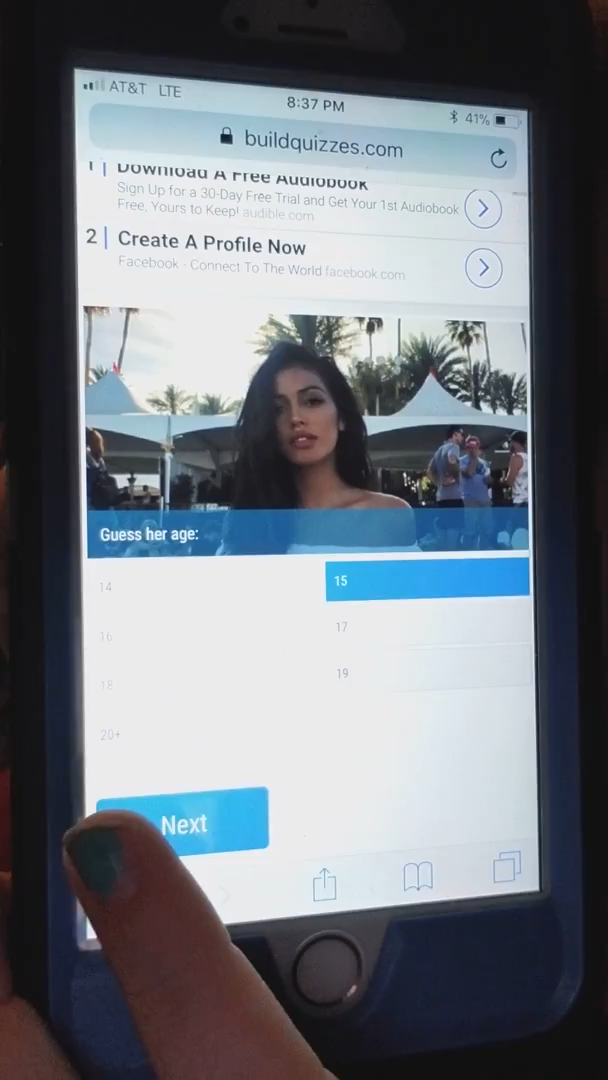 AT&T LTE 8:37 PM 41%
buildquizzes.com
1 | Download A Free Audiobook
Sign Up for a 30-Day Free Trial and Get Your 1st Audiobook
Free, Yours to Keep! audible.com
2 | Create A Profile Now
Facebook - Connect To The World facebook.com
Guess her age:
14 15
16 17
18 19
20+
Next